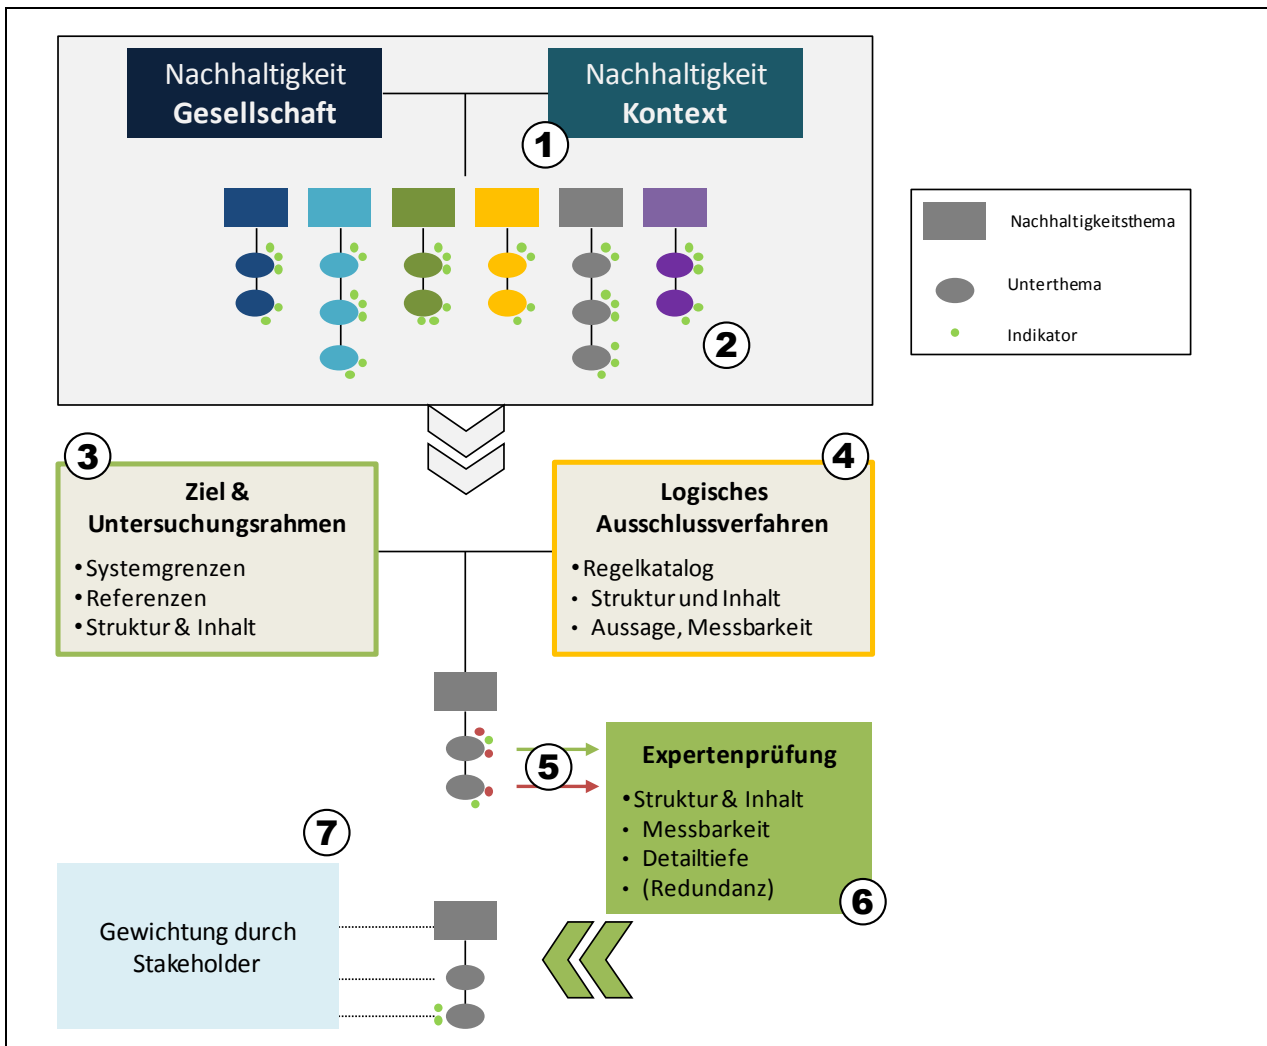 Nachhaltigkeit
Gesellschaft
Nachhaltigkeit
Kontext
1
2
Nachhaltigkeitsthema
Unterthema
Indikator
3
Ziel &
Untersuchungsrahmen
• Systemgrenzen
• Referenzen
• Struktur & Inhalt
4
Logisches
Ausschlussverfahren
• Regelkatalog
• Struktur und Inhalt
• Aussage, Messbarkeit
5
Expertenprüfung
• Struktur & Inhalt
• Messbarkeit
• Detailtiefe
• (Redundanz)
6
7
Gewichtung durch
Stakeholder